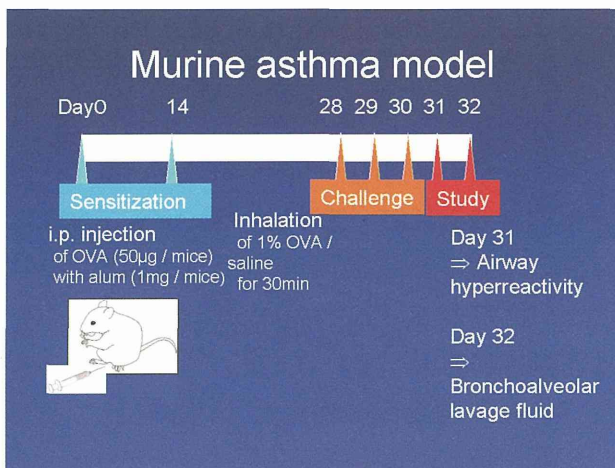 Murine asthma model
Day0 14 28 29 30 31 32
Sensitization Challenge Study
i.p. injection
of OVA (50μg / mice)
with alum (1mg / mice)
Inhalation
of 1% OVA /
saline
for 30min
Day 31
⇒ Airway
hyperreactivity
Day 32
⇒
Bronchoalveolar
lavage fluid